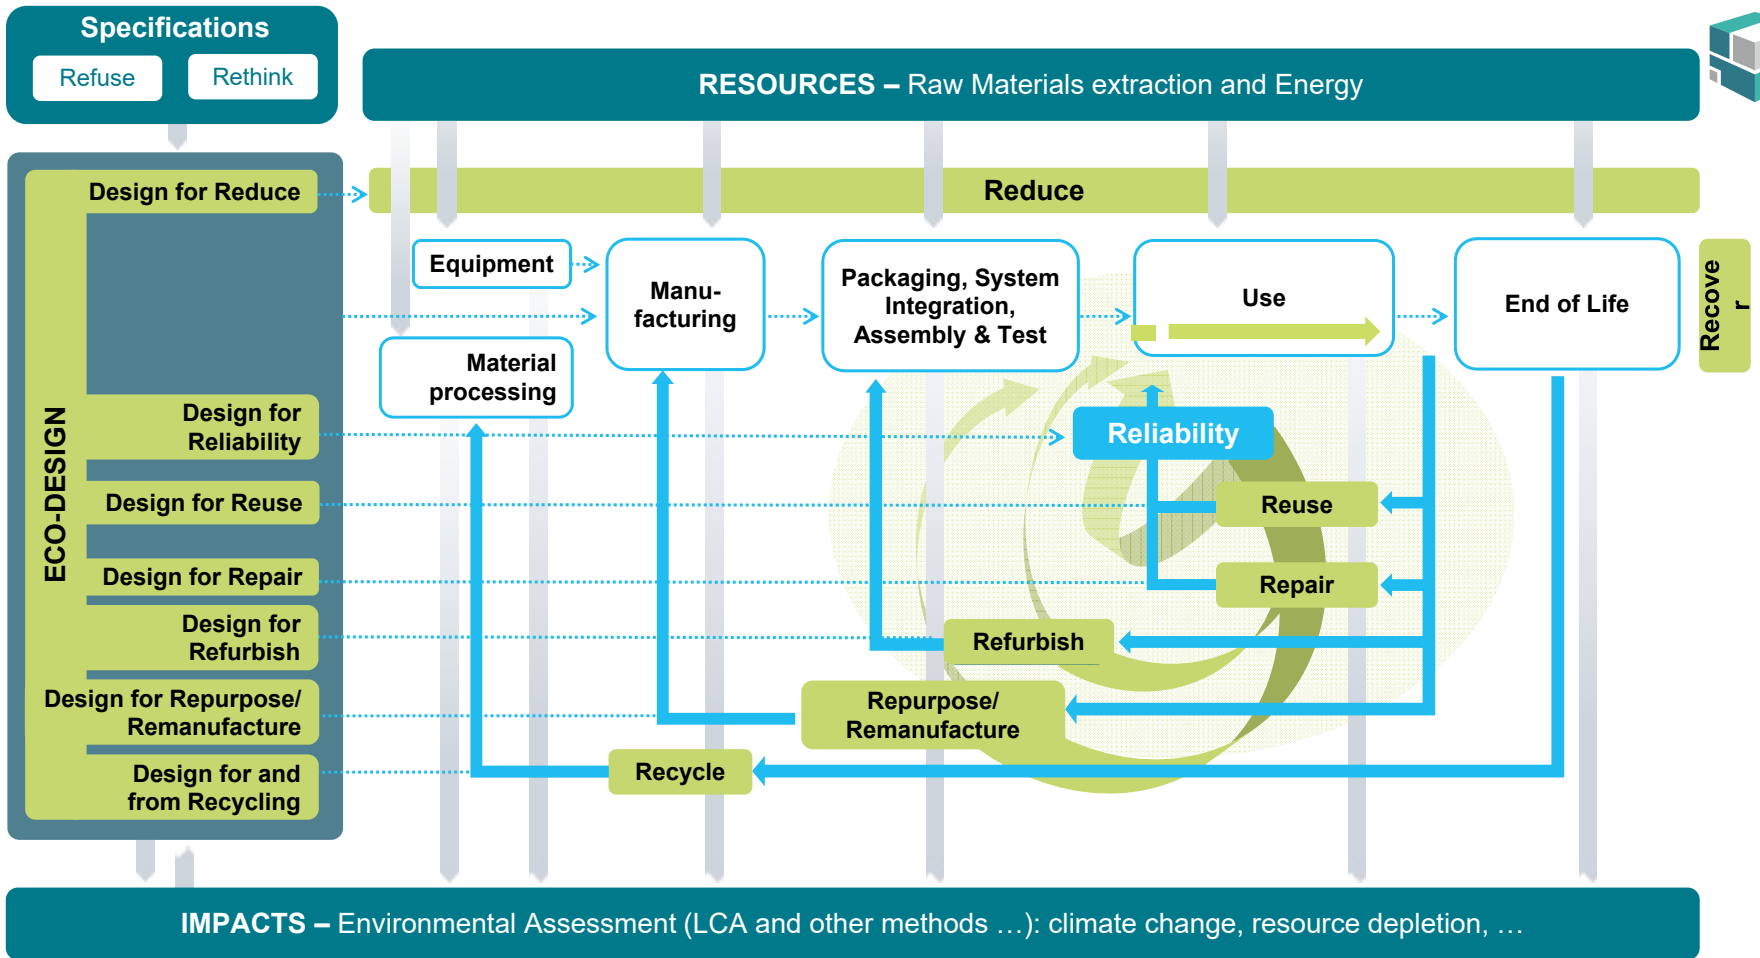 Specifications
Refuse
Rethink
RESOURCES – Raw Materials extraction and Energy
Design for Reduce
Reduce
Equipment
Manu-
facturing
Packaging, System
Integration,
Assembly & Test
Use
End of Life
Recove
r
Material
processing
ECO-DESIGN
Design for
Reliability
Reliability
Design for Reuse
Reuse
Design for Repair
Repair
Design for
Refurbish
Refurbish
Design for Repurpose/
Remanufacture
Repurpose/
Remanufacture
Design for and
from Recycling
Recycle
IMPACTS – Environmental Assessment (LCA and other methods …): climate change, resource depletion, …